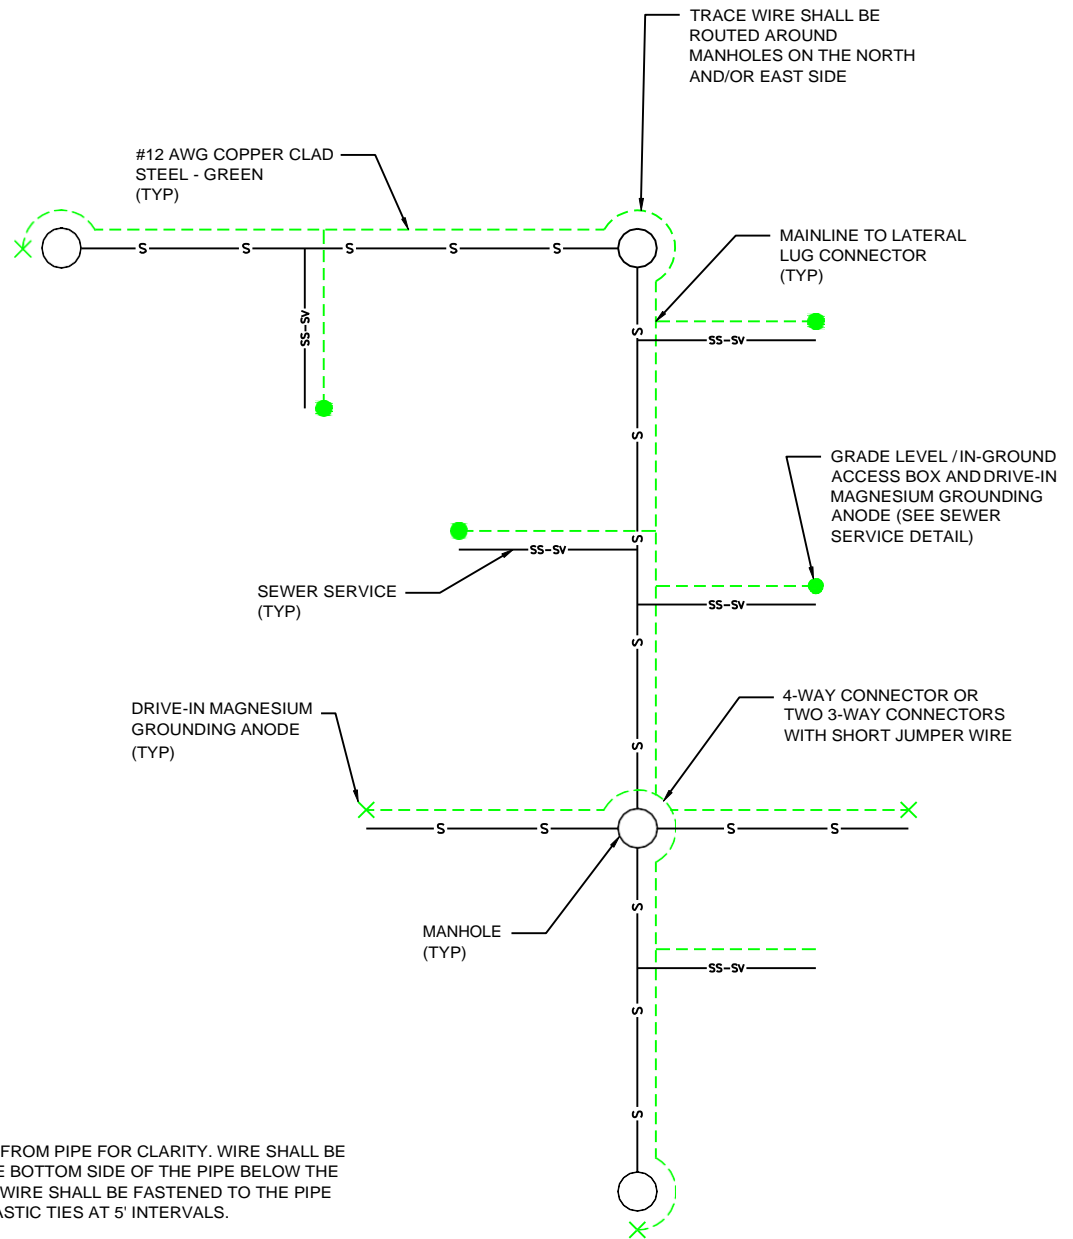 TRACE WIRE SHALL BE
ROUTED AROUND
MANHOLES ON THE NORTH
AND/OR EAST SIDE
#12 AWG COPPER CLAD
STEEL - GREEN
(TYP)
MAINLINE TO LATERAL
LUG CONNECTOR
(TYP)
S S S S S
S
SS-SV
SS-SV
S
GRADE LEVEL / IN-GROUND
ACCESS BOX AND DRIVE-IN
MAGNESIUM GROUNDING
ANODE (SEE SEWER
SERVICE DETAIL)
S
SS-SV
SEWER SERVICE
(TYP)
SS-SV
S
DRIVE-IN MAGNESIUM
GROUNDING ANODE
(TYP)
4-WAY CONNECTOR OR
TWO 3-WAY CONNECTORS
WITH SHORT JUMPER WIRE
S
S S S S
S
MANHOLE
(TYP)
SS-SV
S
S
FROM PIPE FOR CLARITY. WIRE SHALL BE
BOTTOM SIDE OF THE PIPE BELOW THE
WIRE SHALL BE FASTENED TO THE PIPE
TIES AT 5' INTERVALS.